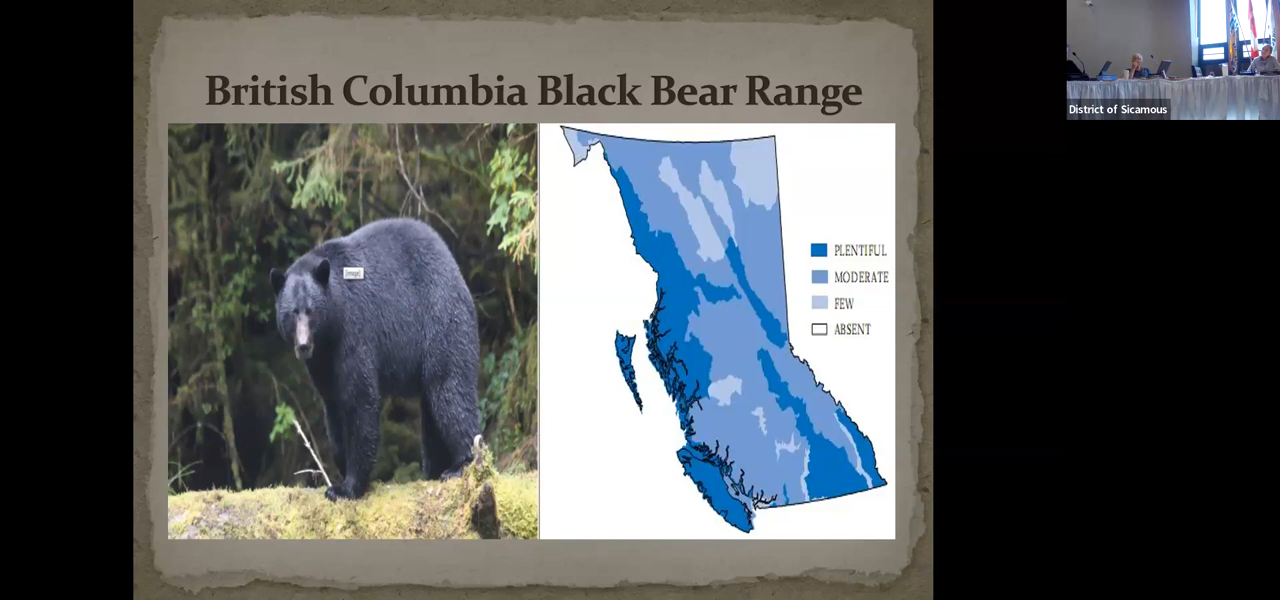 British Columbia Black Bear Range
District of Sicamous
PLENTIFUL
MODERATE
FEW
ABSENT